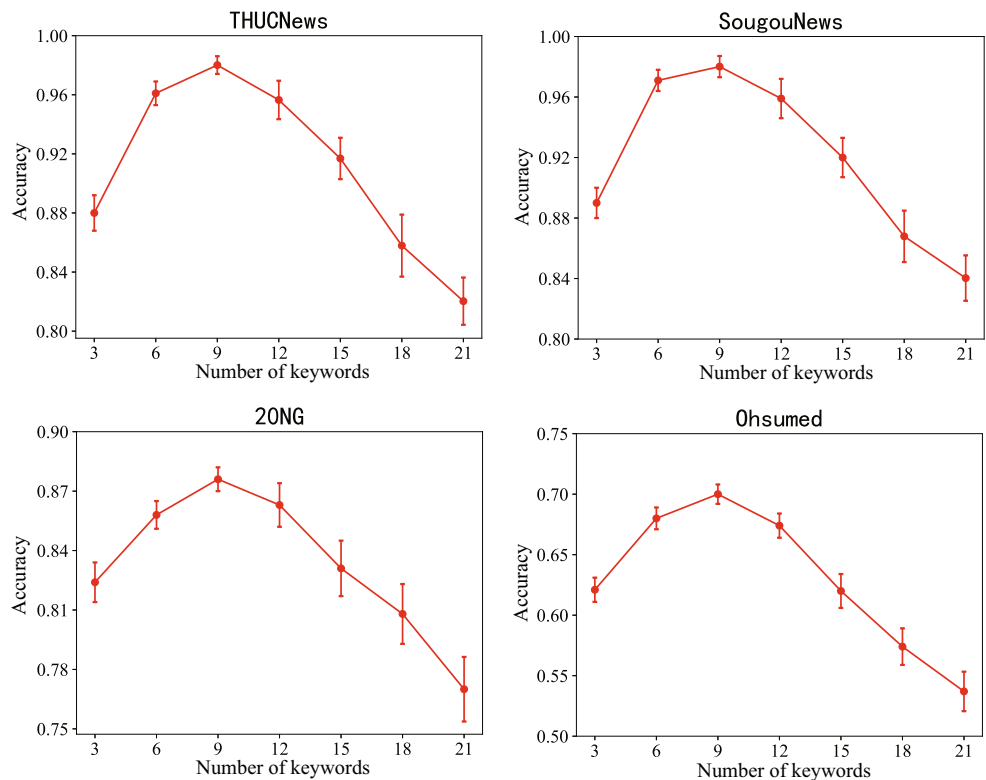 THUCNews
1.00
0.96
0.92
0.88
0.84
0.80
Accuracy
3 6 9 12 15 18 21
Number of keywords
SougouNews
1.00
0.96
0.92
0.88
0.84
0.80
Accuracy
3 6 9 12 15 18 21
Number of keywords
20NG
0.90
0.87
0.84
0.81
0.78
0.75
Accuracy
3 6 9 12 15 18 21
Number of keywords
Ohsumed
0.75
0.70
0.65
0.60
0.55
0.50
Accuracy
3 6 9 12 15 18 21
Number of keywords